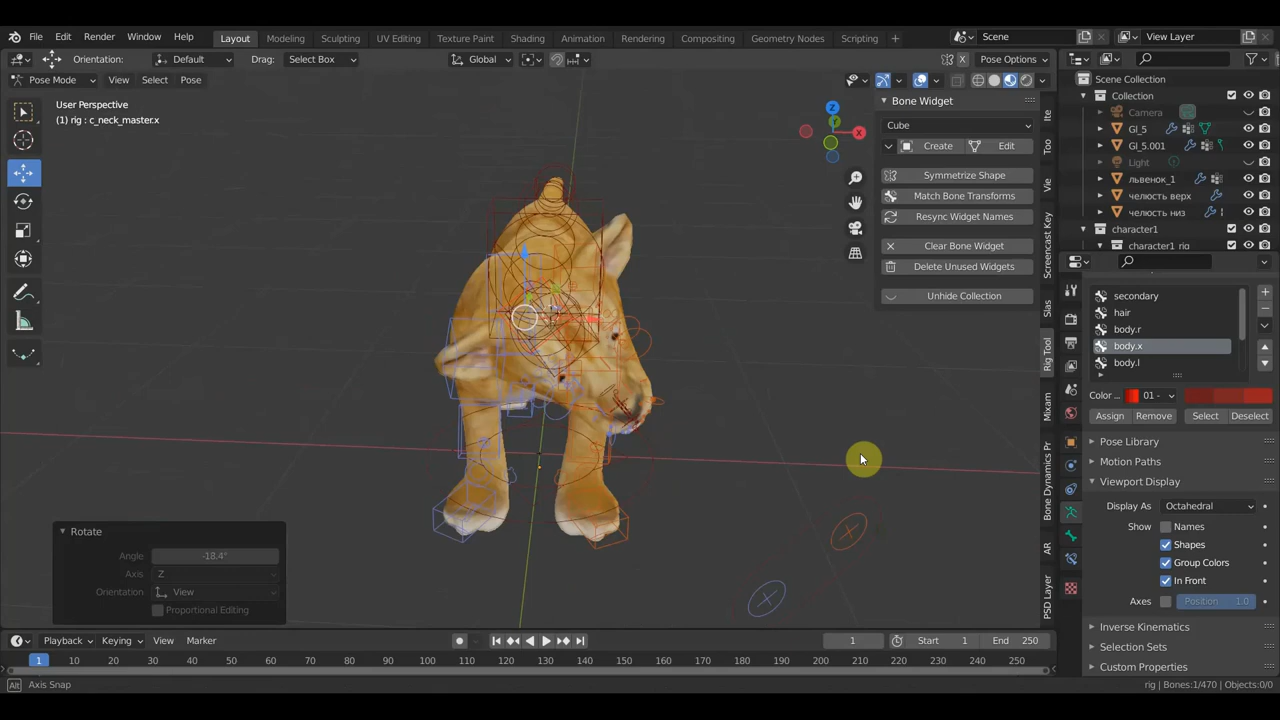 File Edit Render Window Help Layout Modeling Sculpting UV Editing Texture Paint Shading Animation Rendering Compositing Geometry Nodes Scripting + Scene View Layer
Orientation: Default Drag: Select Box Global X Pose Options
Pose Mode View Select Pose
User Perspective
(1) rig : c_neck_master.x
Z
Y
X
Bone Widget
Cube
Create Edit
Symmetrize Shape
Match Bone Transforms
Resync Widget Names
Clear Bone Widget
Delete Unused Widgets
Unhide Collection
Ite
Too
Vie
Screencast Key
Slas
Rig Tool
Mixam
Bone Dynamics Pr
AR
PSD Layer
Scene Collection
Collection
Camera
Gl_5
Gl_5.001
Light
львенок_1
челюсть верх
челюсть низ
character1
character1_rig
secondary
hair
body.r
body.x
body.l
Color ... 01 -
Assign Remove Select Deselect
Pose Library
Motion Paths
Viewport Display
Display As Octahedral
Show Names
Shapes
Group Colors
In Front
Axes Position 1.0
Inverse Kinematics
Selection Sets
Custom Properties
Rotate
Angle -18.4°
Axis Z
Orientation View
Proportional Editing
Playback Keying View Marker 1 Start 1 End 250
1 10 20 30 40 50 60 70 80 90 100 110 120 130 140 150 160 170 180 190 200 210 220 230 240 250
Alt Axis Snap rig | Bones:1/470 | Objects:0/0